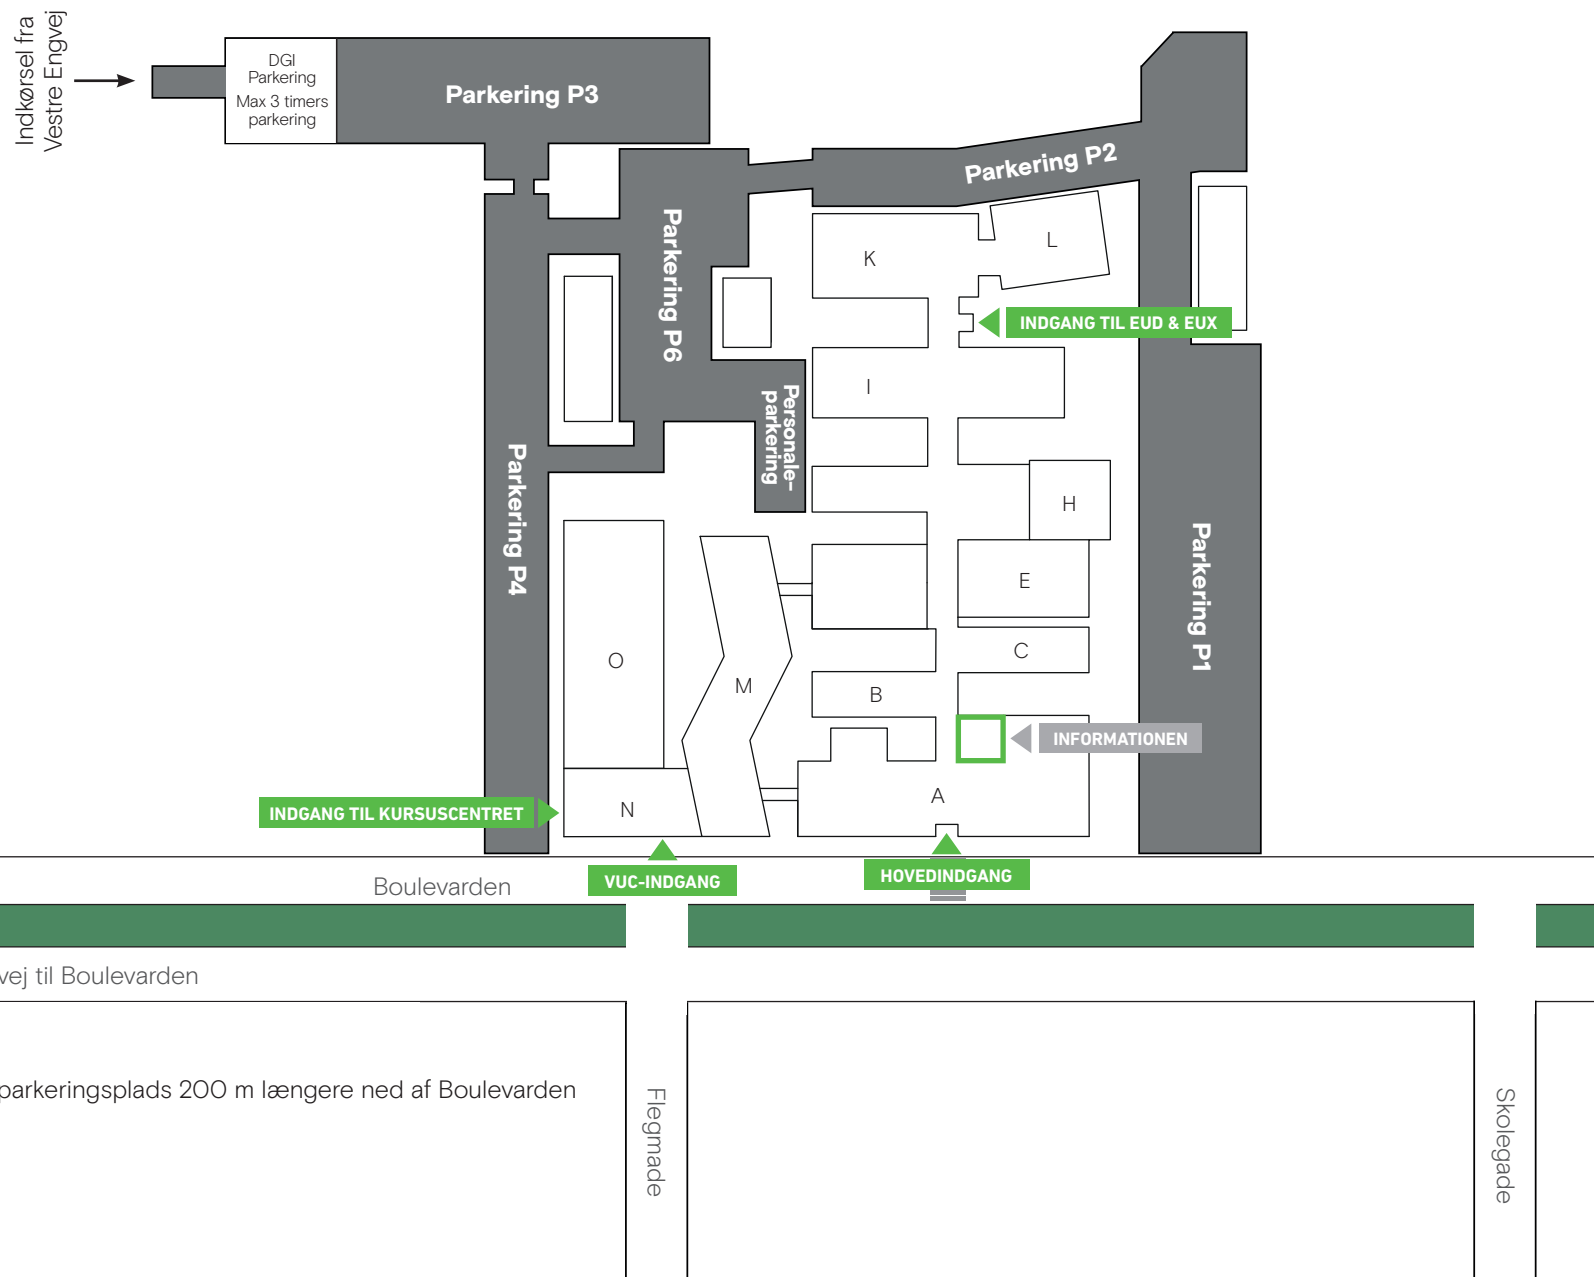 Indkørsel fra
Vestre Engvej
DGI
Parkering
Max 3 timers
parkering
Parkering P3
Parkering P2
Parkering P6
K
L
INDGANG TIL EUD & EUX
I
Personale-
parkering
Parkering P4
H
Parkering P1
E
O
C
M
B
INFORMATIONEN
A
N
INDGANG TIL KURSUSCENTRET
VUC-INDGANG
HOVEDINDGANG
Boulevarden
vej til Boulevarden
parkeringsplads 200 m længere ned af Boulevarden
Flegmade
Skolegade